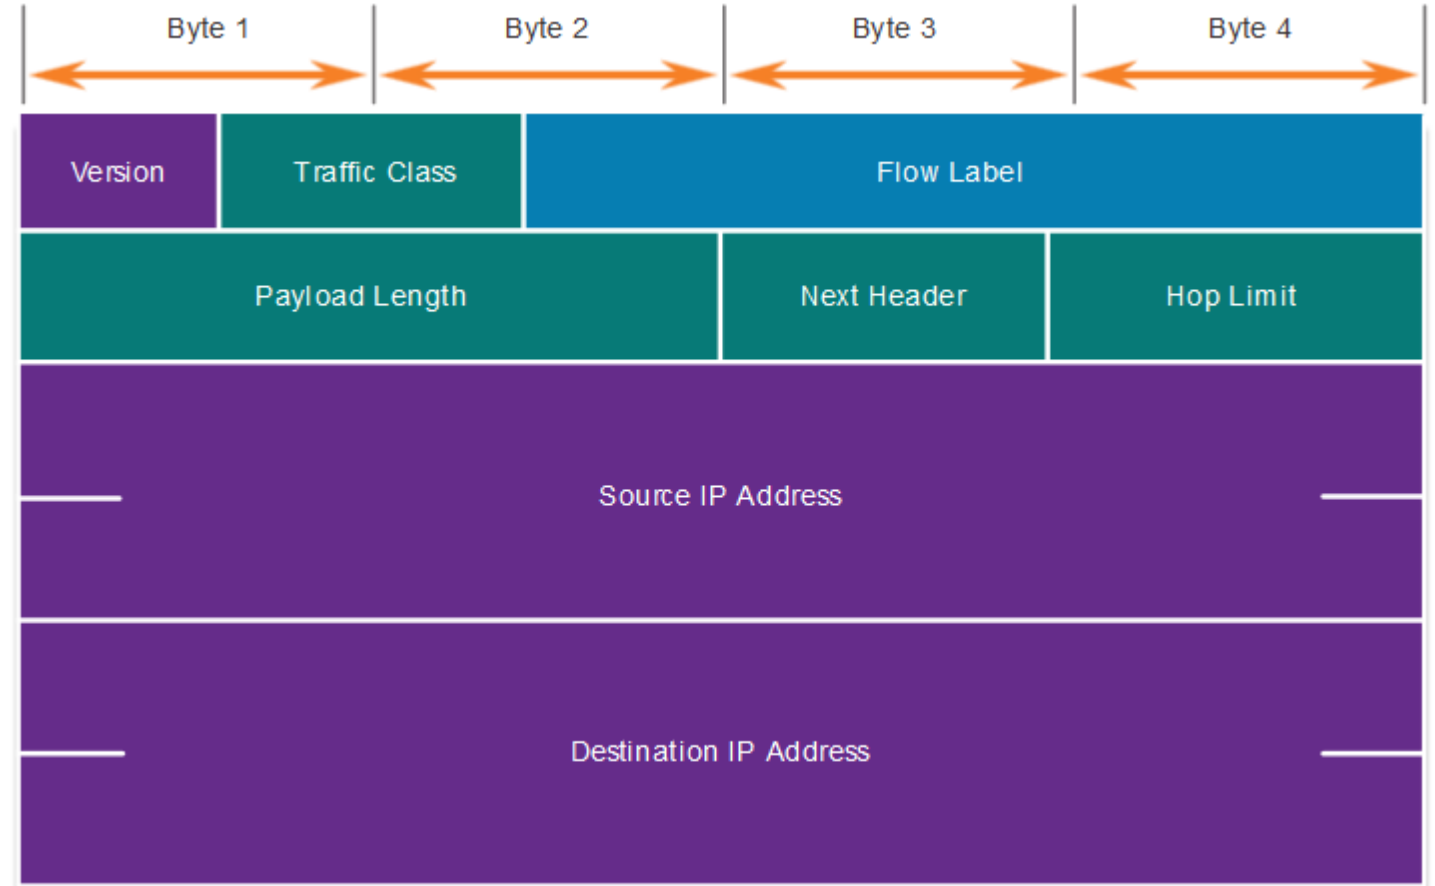 Byte 1 Byte 2 Byte 3 Byte 4
Version Traffic Class Flow Label
Payload Length Next Header Hop Limit
Source IP Address
Destination IP Address